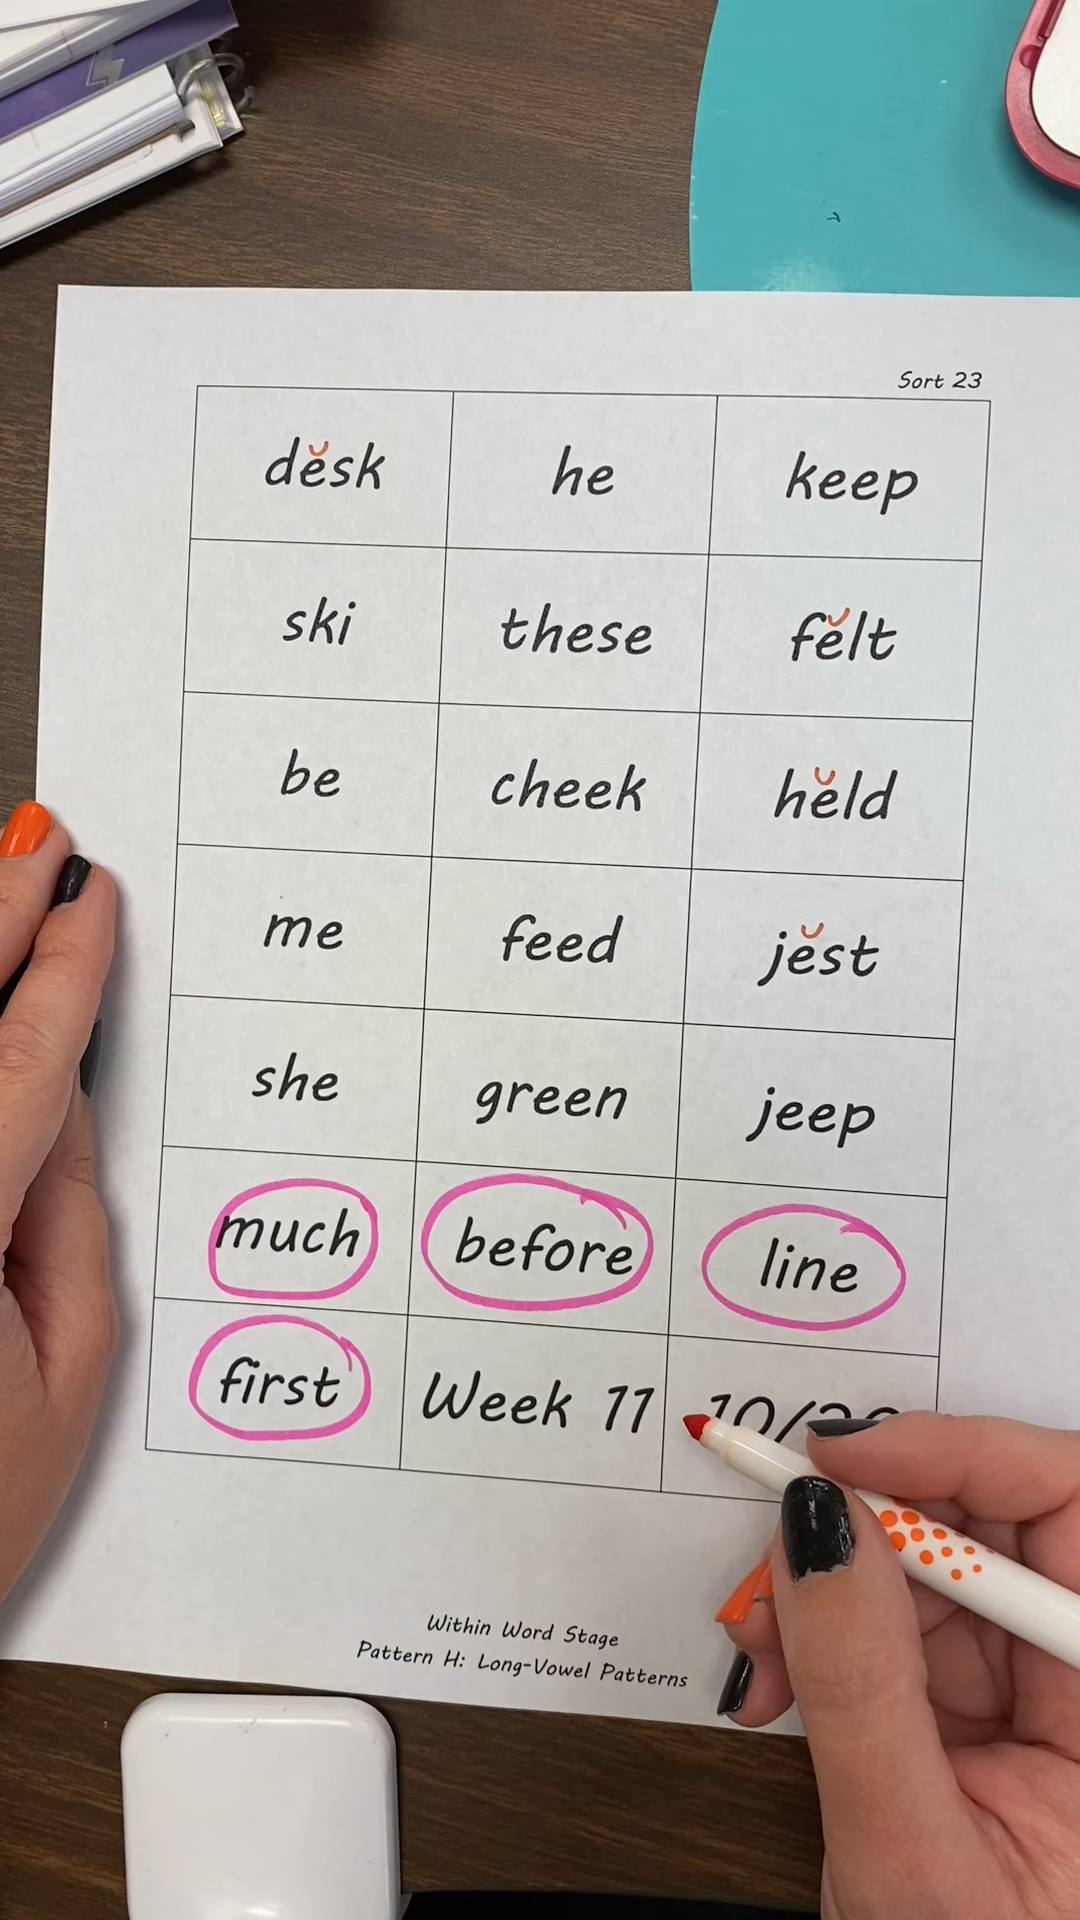 Sort 23
desk he keep
ski these felt
be cheek held
me feed jest
she green jeep
much before line
first Week 11
Within Word Stage
Pattern H: Long-Vowel Patterns